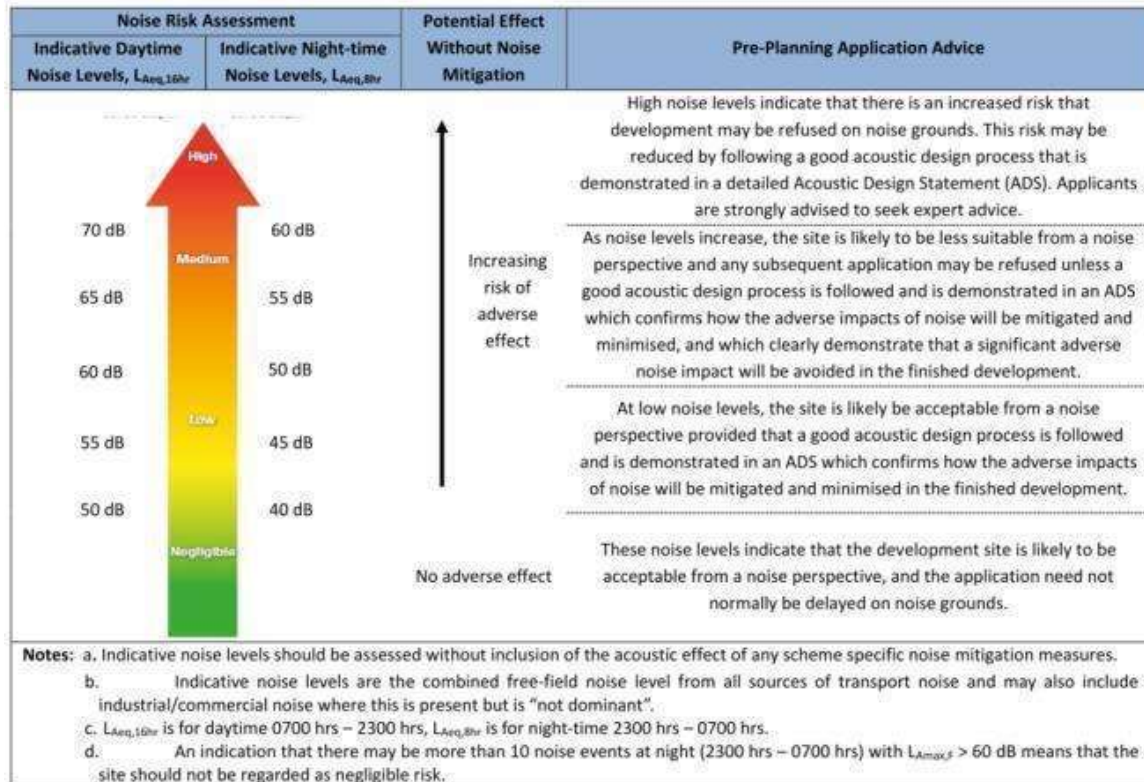 Noise Risk Assessment
Indicative Daytime
Noise Levels, LAeq,16hr
Indicative Night-time
Noise Levels, LAeq,8hr
Potential Effect
Without Noise
Mitigation
Pre-Planning Application Advice
High
Medium
Low
Negligible
70 dB
65 dB
60 dB
55 dB
50 dB
60 dB
55 dB
50 dB
45 dB
40 dB
Increasing
risk of
adverse
effect
No adverse effect
High noise levels indicate that there is an increased risk that
development may be refused on noise grounds. This risk may be
reduced by following a good acoustic design process that is
demonstrated in a detailed Acoustic Design Statement (ADS). Applicants
are strongly advised to seek expert advice.
As noise levels increase, the site is likely to be less suitable from a noise
perspective and any subsequent application may be refused unless a
good acoustic design process is followed and is demonstrated in an ADS
which confirms how the adverse impacts of noise will be mitigated and
minimised, and which clearly demonstrate that a significant adverse
noise impact will be avoided in the finished development.
At low noise levels, the site is likely be acceptable from a noise
perspective provided that a good acoustic design process is followed
and is demonstrated in an ADS which confirms how the adverse impacts
of noise will be mitigated and minimised in the finished development.
These noise levels indicate that the development site is likely to be
acceptable from a noise perspective, and the application need not
normally be delayed on noise grounds.
Notes: a. Indicative noise levels should be assessed without inclusion of the acoustic effect of any scheme specific noise mitigation measures.
b. Indicative noise levels are the combined free-field noise level from all sources of transport noise and may also include
industrial/commercial noise where this is present but is "not dominant".
c. LAeq,16hr is for daytime 0700 hrs – 2300 hrs, LAeq,8hr is for night-time 2300 hrs – 0700 hrs.
d. An indication that there may be more than 10 noise events at night (2300 hrs – 0700 hrs) with LAmax,F > 60 dB means that the
site should not be regarded as negligible risk.